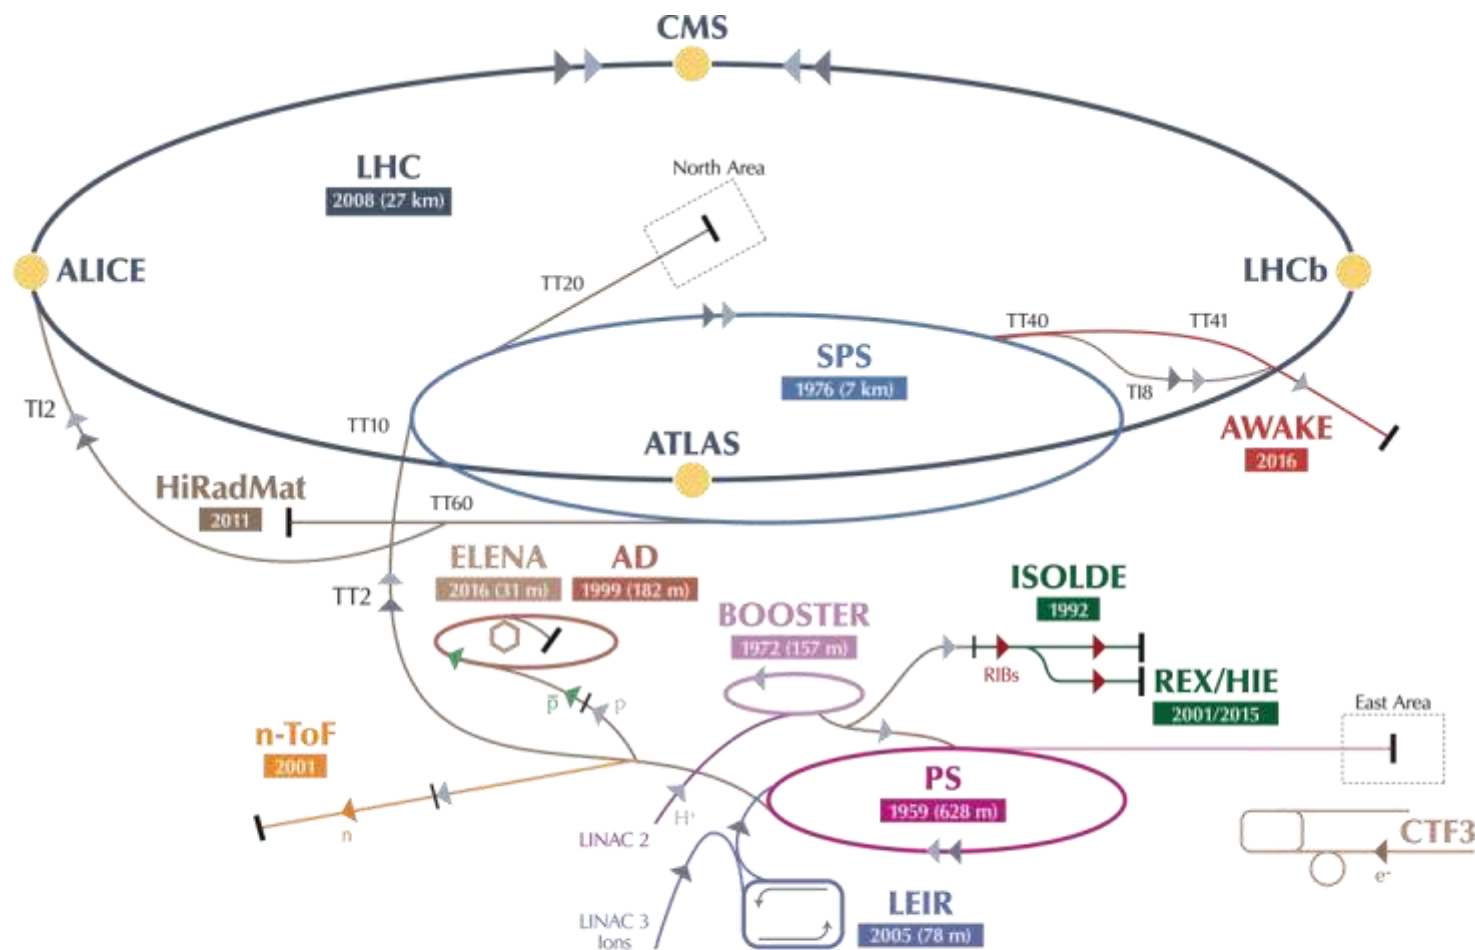 CMS
LHC
2008 (27 km)
North Area
ALICE
LHCb
TT20
TT40
TT41
SPS
1976 (7 km)
TI8
TI2
TT10
ATLAS
AWAKE
2016
HiRadMat
2011
TT60
ELENA
2016 (31 m)
AD
1999 (182 m)
TT2
ISOLDE
1992
BOOSTER
1972 (157 m)
RIBs
REX/HIE
2001/2015
p̅
p
East Area
n-ToF
2001
n
PS
1959 (628 m)
H⁺
LINAC 2
CTF3
e⁻
LEIR
2005 (78 m)
LINAC 3
Ions